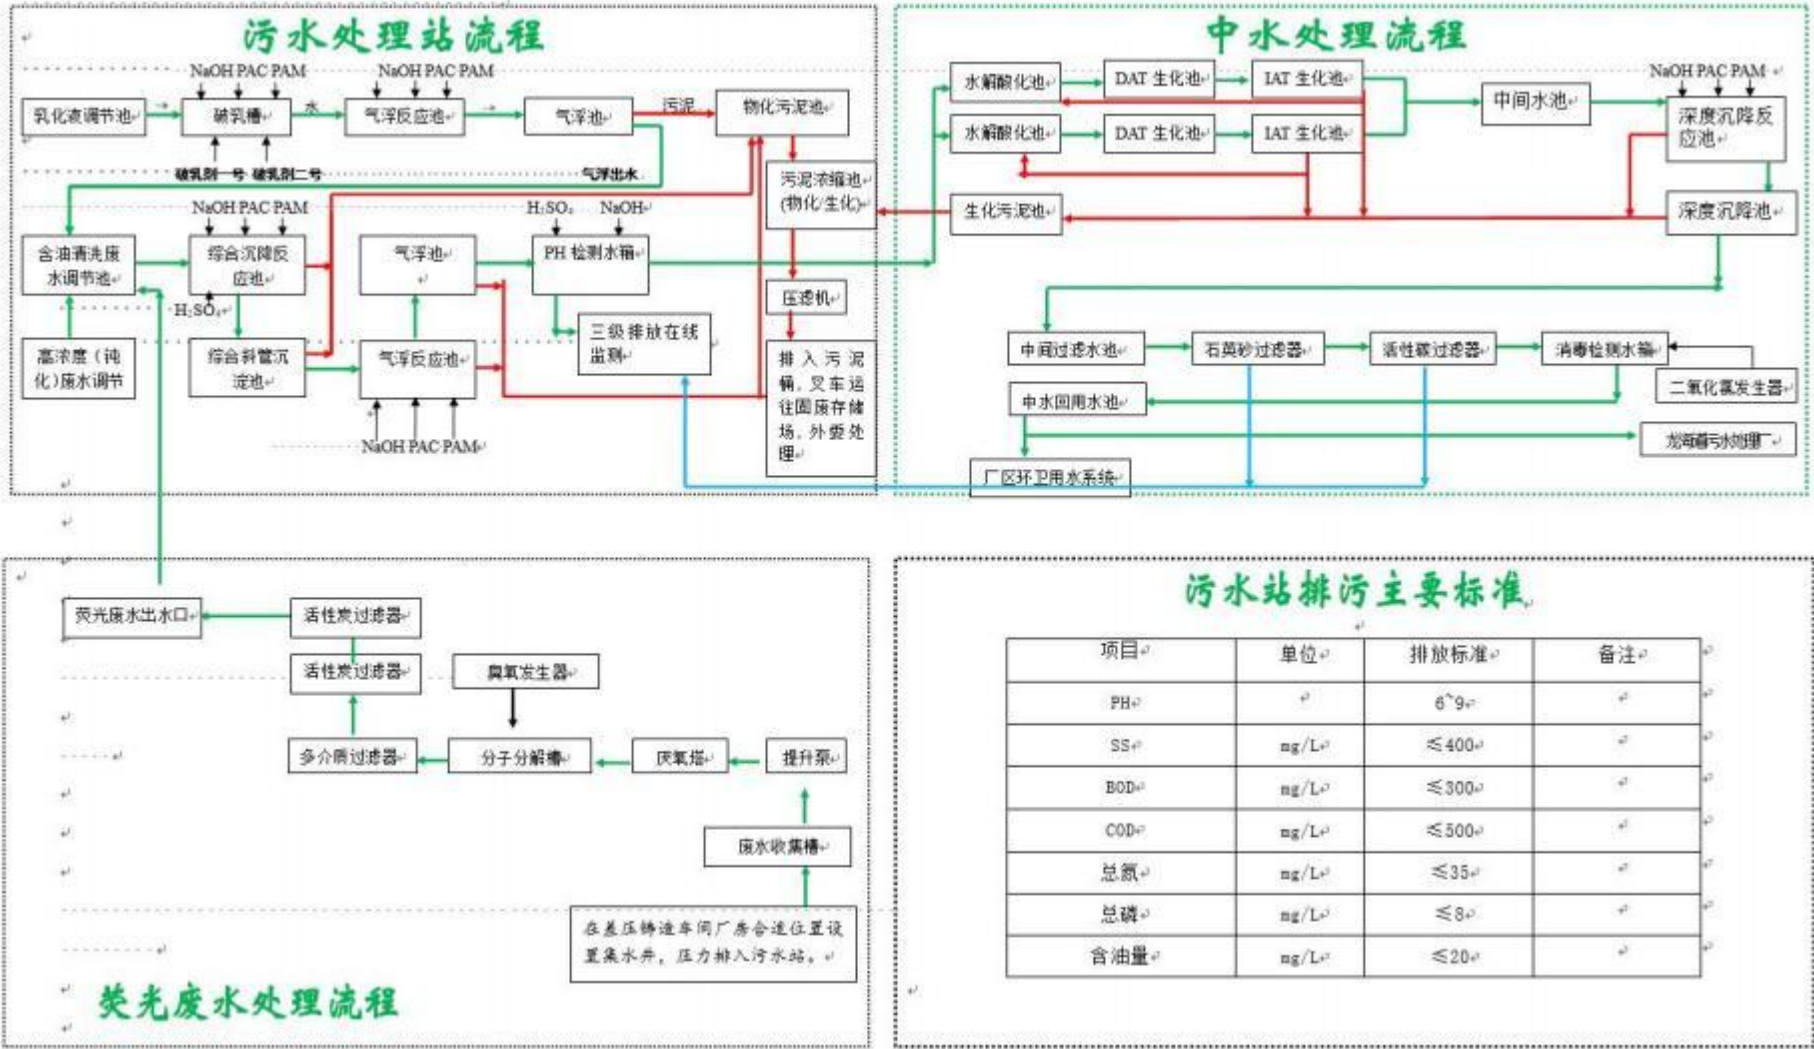 污水处理站流程
NaOH PAC PAM
NaOH PAC PAM
乳化液调节池
破乳槽
水
气浮反应池
气浮池
污泥
物化污泥池
破乳剂一号 破乳剂二号
气浮出水
污泥浓缩池
(物化/生化)
NaOH PAC PAM
H₂SO₄
NaOH
含油清洗废
水调节池
综合沉降反
应池
气浮池
PH 检测水箱
H₂SO₄
压滤机
高浓度（钝
化)废水调节
综合斜管沉
淀池
气浮反应池
三级排放在线
监测
排入污泥
桶，叉车运
往固废存储
场，外委处
理
NaOH PAC PAM
中水处理流程
水解酸化池
DAT 生化池
IAT 生化池
水解酸化池
DAT 生化池
IAT 生化池
中间水池
NaOH PAC PAM
深度沉降反
应池
生化污泥池
深度沉降池
中间过滤水池
石英砂过滤器
活性碳过滤器
消毒检测水箱
二氧化氯发生器
中水回用水池
厂区环卫用水系统
荧光废水出水口
活性炭过滤器
活性炭过滤器
臭氧发生器
多介质过滤器
分子分解槽
厌氧塔
提升泵
废水收集槽
在差压铸造车间厂房合适位置设
置集水井，压力排入污水站。
荧光废水处理流程
污水站排污主要标准
项目 单位 排放标准 备注
PH 6~9
SS mg/L ≤400
BOD mg/L ≤300
COD mg/L ≤500
总氮 mg/L ≤35
总磷 mg/L ≤8
含油量 mg/L ≤20